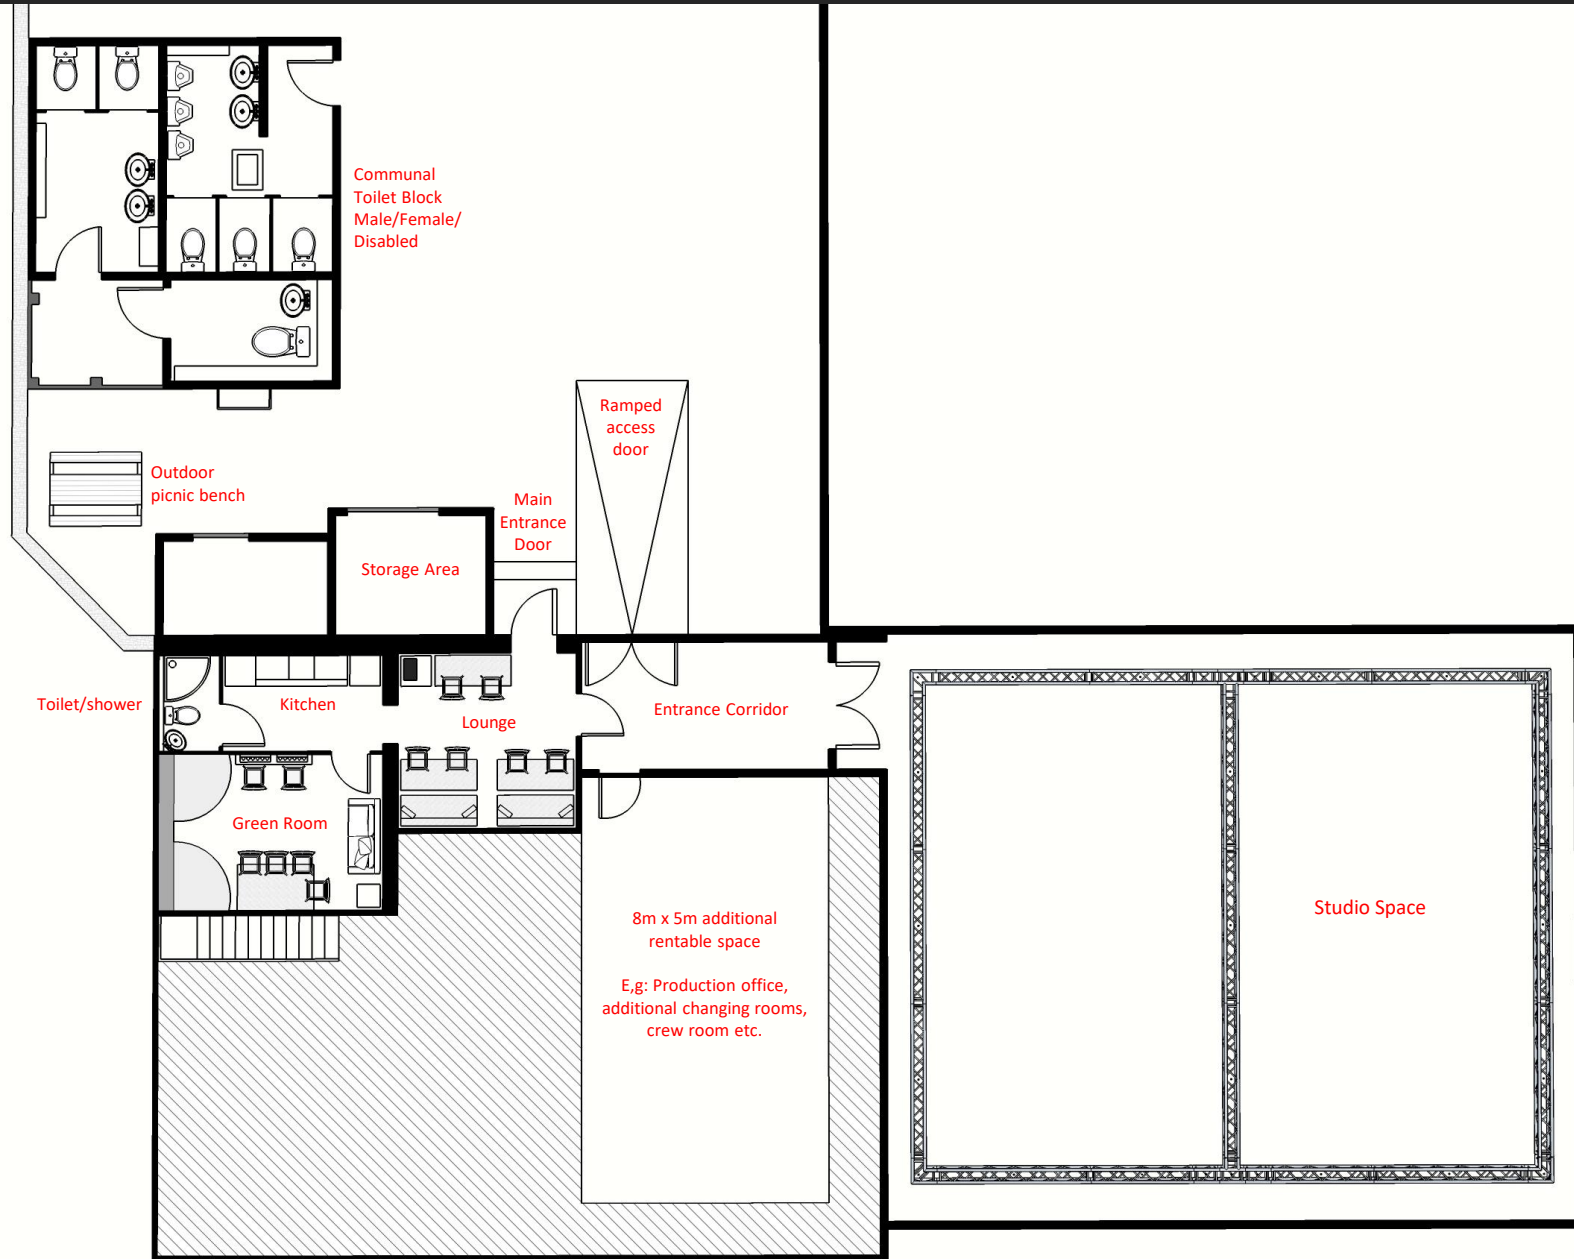 Communal
Toilet Block
Male/Female/
Disabled
Ramped
access
door
Outdoor
picnic bench
Main
Entrance
Door
Storage Area
Toilet/shower
Kitchen
Lounge
Entrance Corridor
Green Room
8m x 5m additional
rentable space
E,g: Production office,
additional changing rooms,
crew room etc.
Studio Space